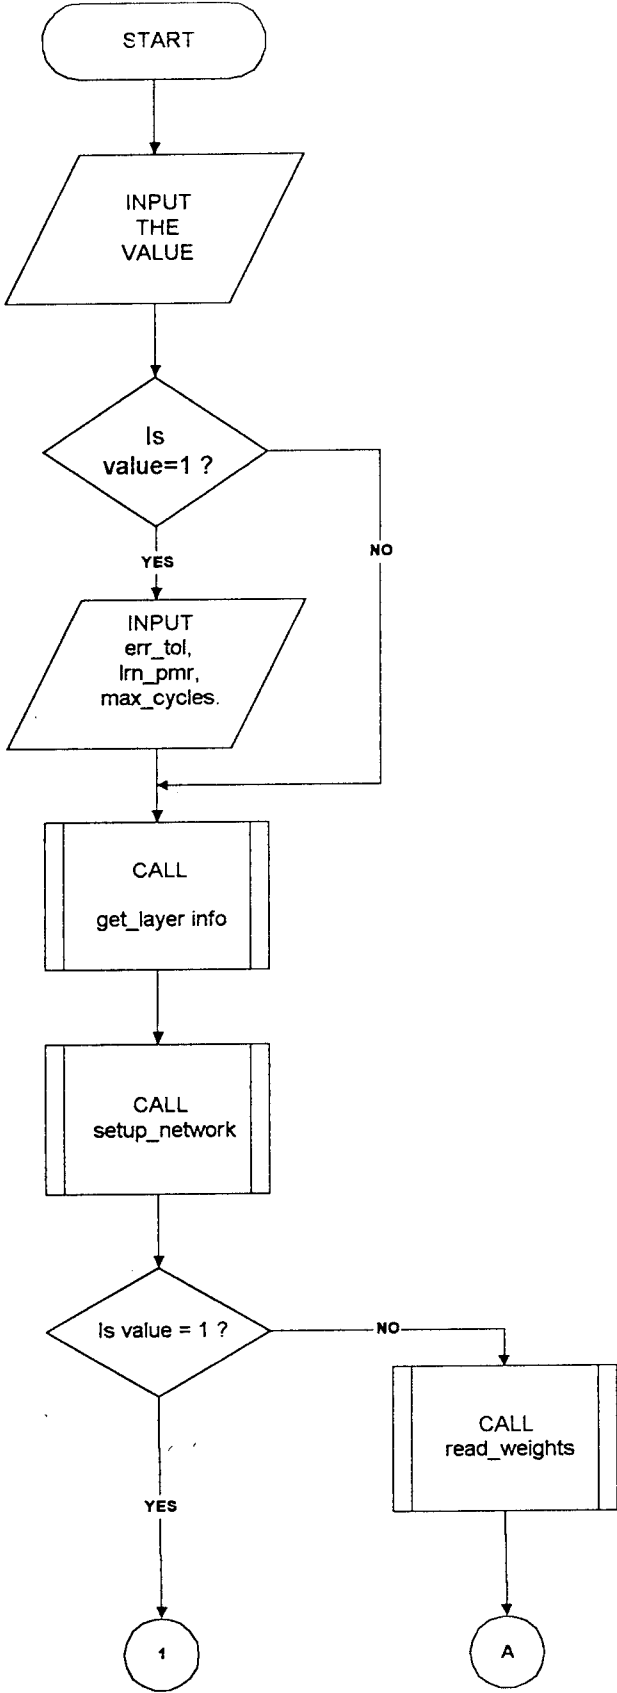 START
INPUT
THE
VALUE
Is
value=1 ?
YES
NO
INPUT
err_tol,
lrn_pmr,
max_cycles.
CALL
get_layer info
CALL
setup_network
Is value = 1 ?
NO
CALL
read_weights
YES
1
A